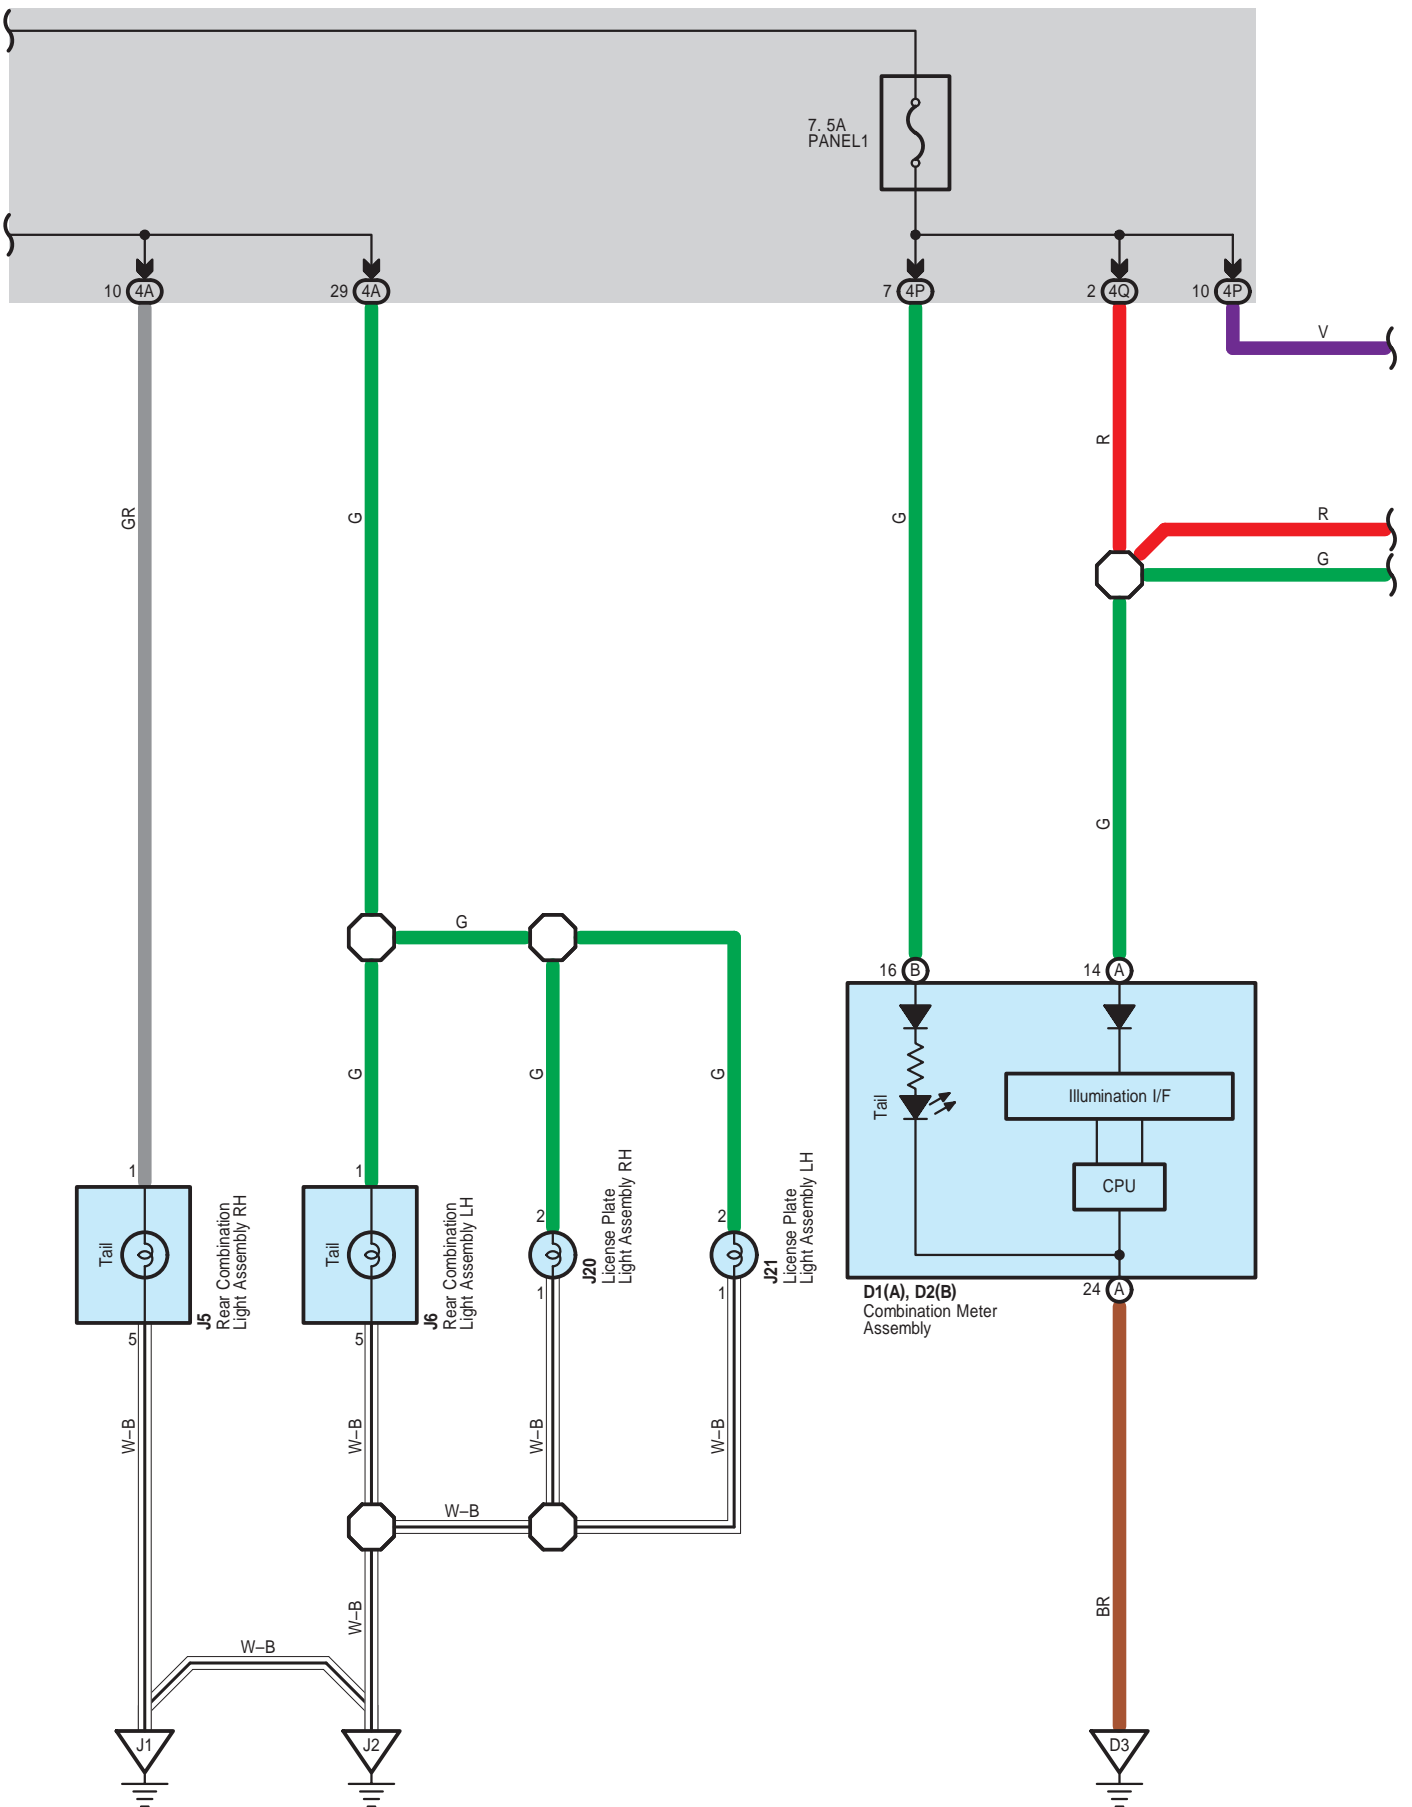 7. 5A
PANEL1
10 4A
29 4A
7 4P
2 4Q
10 4P
V
R
GR
G
G
R
G
G
G
G
G
G
16 B
14 A
Tail
Illumination I/F
CPU
1
1
2
2
Tail
J5
Rear Combination
Light Assembly RH
Tail
J6
Rear Combination
Light Assembly LH
J20
License Plate
Light Assembly RH
J21
License Plate
Light Assembly LH
5
5
1
1
24 A
D1(A), D2(B)
Combination Meter
Assembly
W–B
W–B
W–B
W–B
W–B
W–B
W–B
BR
J1
J2
D3